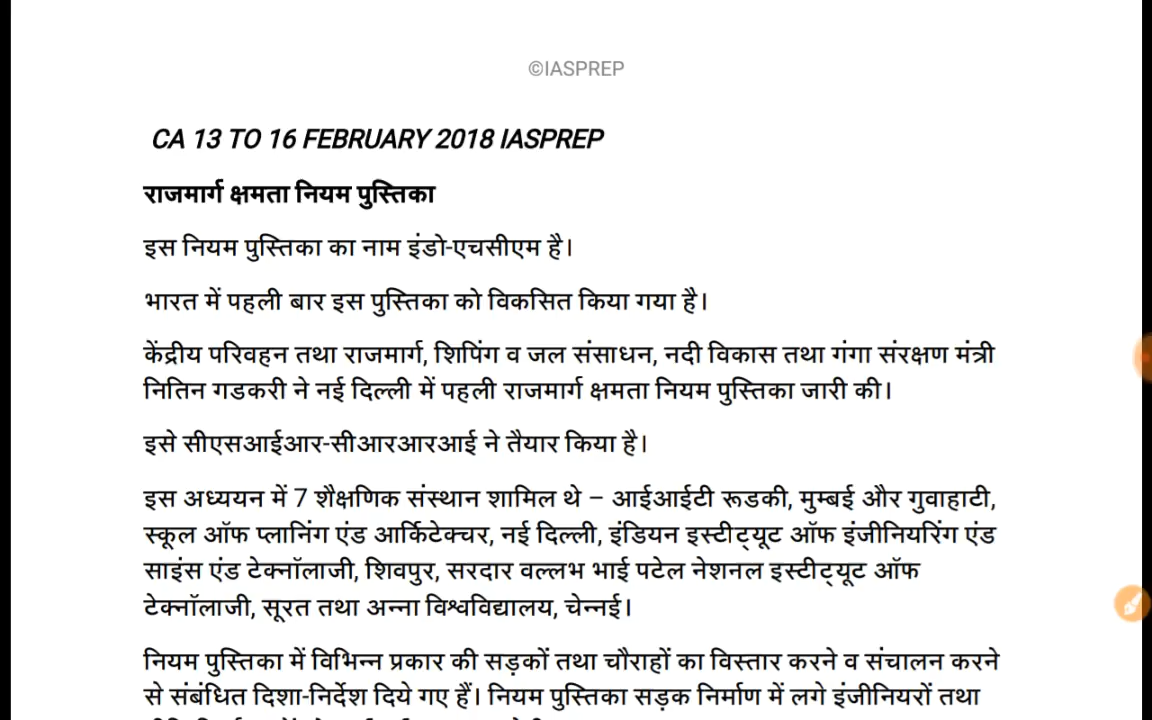 ©IASPREP
CA 13 TO 16 FEBRUARY 2018 IASPREP
राजमार्ग क्षमता नियम पुस्तिका
इस नियम पुस्तिका का नाम इंडो-एचसीएम है।
भारत में पहली बार इस पुस्तिका को विकसित किया गया है।
केंद्रीय परिवहन तथा राजमार्ग, शिपिंग व जल संसाधन, नदी विकास तथा गंगा संरक्षण मंत्री
नितिन गडकरी ने नई दिल्ली में पहली राजमार्ग क्षमता नियम पुस्तिका जारी की।
इसे सीएसआईआर-सीआरआरआई ने तैयार किया है।
इस अध्ययन में 7 शैक्षणिक संस्थान शामिल थे – आईआईटी रूडकी, मुम्बई और गुवाहाटी,
स्कूल ऑफ प्लानिंग एंड आर्किटेक्चर, नई दिल्ली, इंडियन इस्टीट्यूट ऑफ इंजीनियरिंग एंड
साइंस एंड टेक्नॉलाजी, शिवपुर, सरदार वल्लभ भाई पटेल नेशनल इस्टीट्यूट ऑफ
टेक्नॉलाजी, सूरत तथा अन्ना विश्वविद्यालय, चेन्नई।
नियम पुस्तिका में विभिन्न प्रकार की सड़कों तथा चौराहों का विस्तार करने व संचालन करने
से संबंधित दिशा-निर्देश दिये गए हैं। नियम पुस्तिका सड़क निर्माण में लगे इंजीनियरों तथा